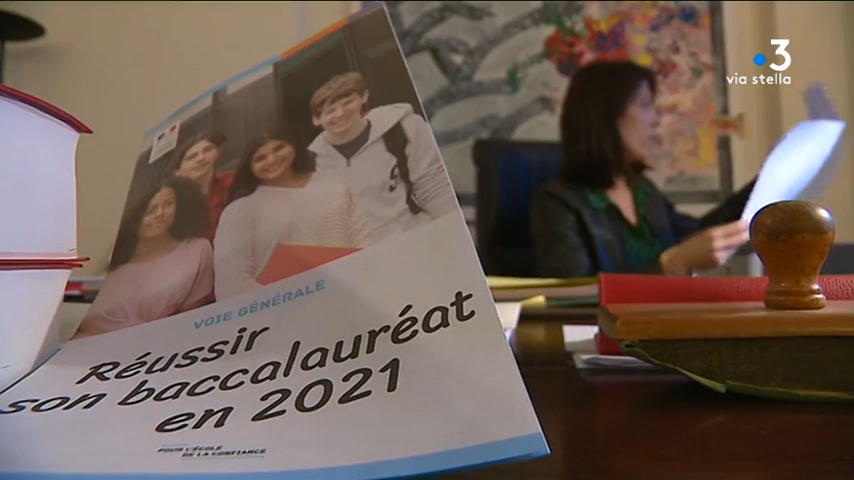 3
via stella
VOIE GÉNÉRALE
Réussir
son baccalauréat
en 2021
POUR L'ÉCOLE
DE LA CONFIANCE